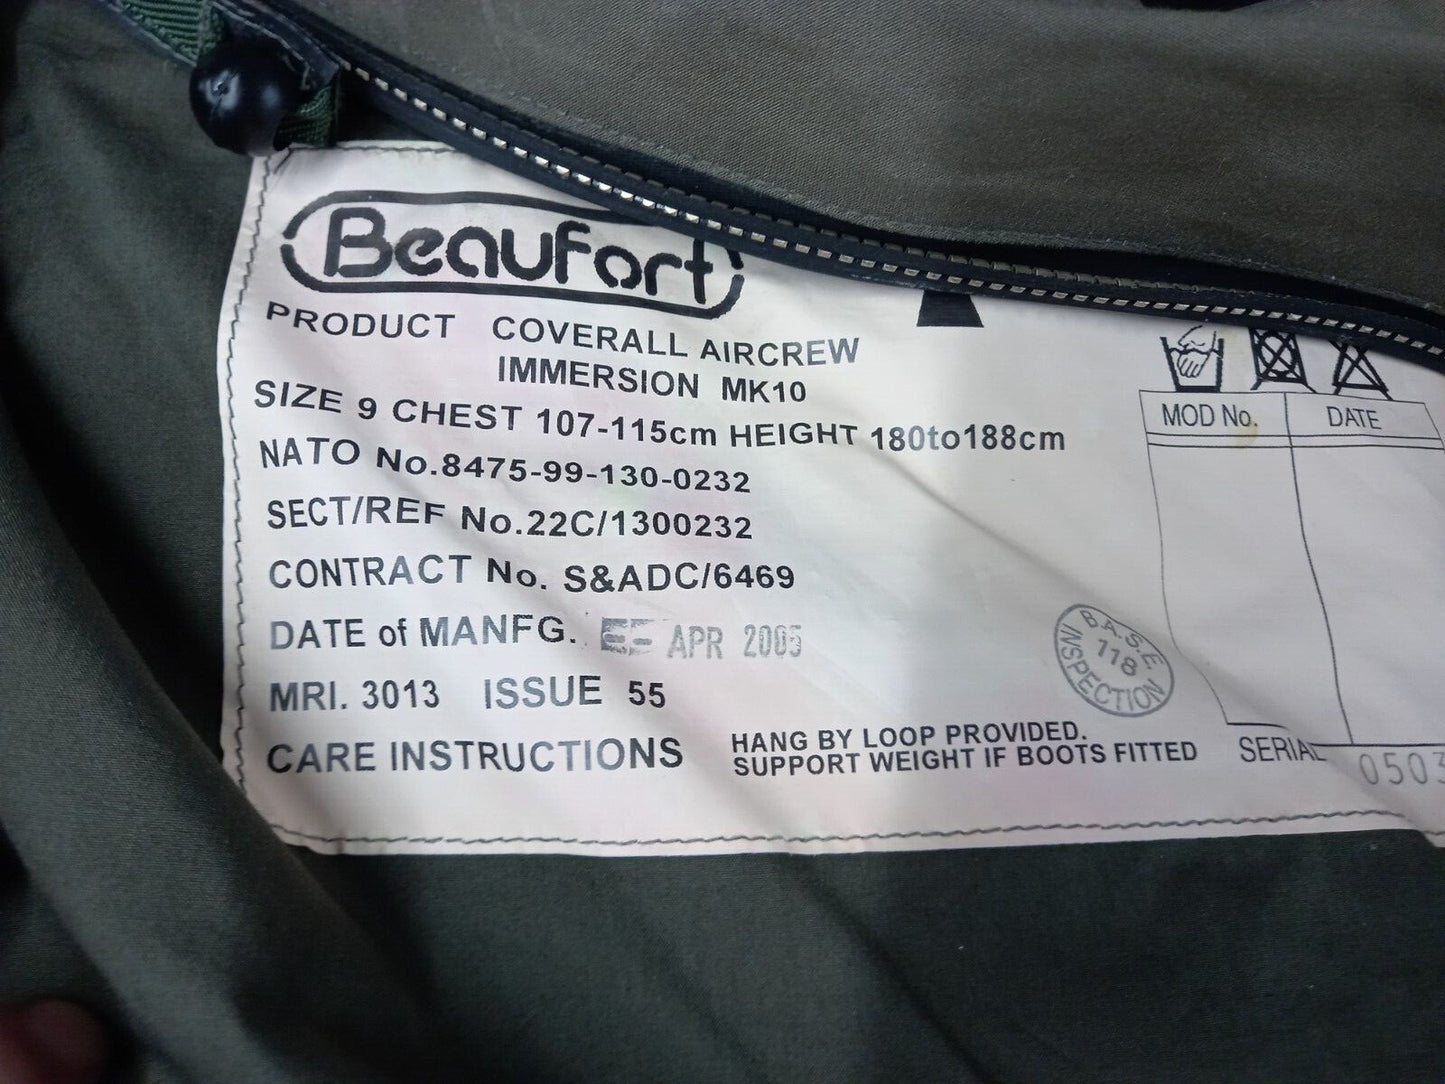 Beaufort
PRODUCT COVERALL AIRCREW
IMMERSION MK10
SIZE 9 CHEST 107-115cm HEIGHT 180to188cm
NATO No.8475-99-130-0232
SECT/REF No.22C/1300232
CONTRACT No. S&ADC/6469
DATE of MANFG. APR 2005
MRI. 3013 ISSUE 55
CARE INSTRUCTIONS
HANG BY LOOP PROVIDED.
SUPPORT WEIGHT IF BOOTS FITTED
MOD No. DATE
B.A.S.E
118
INSPECTION
SERIAL 0503